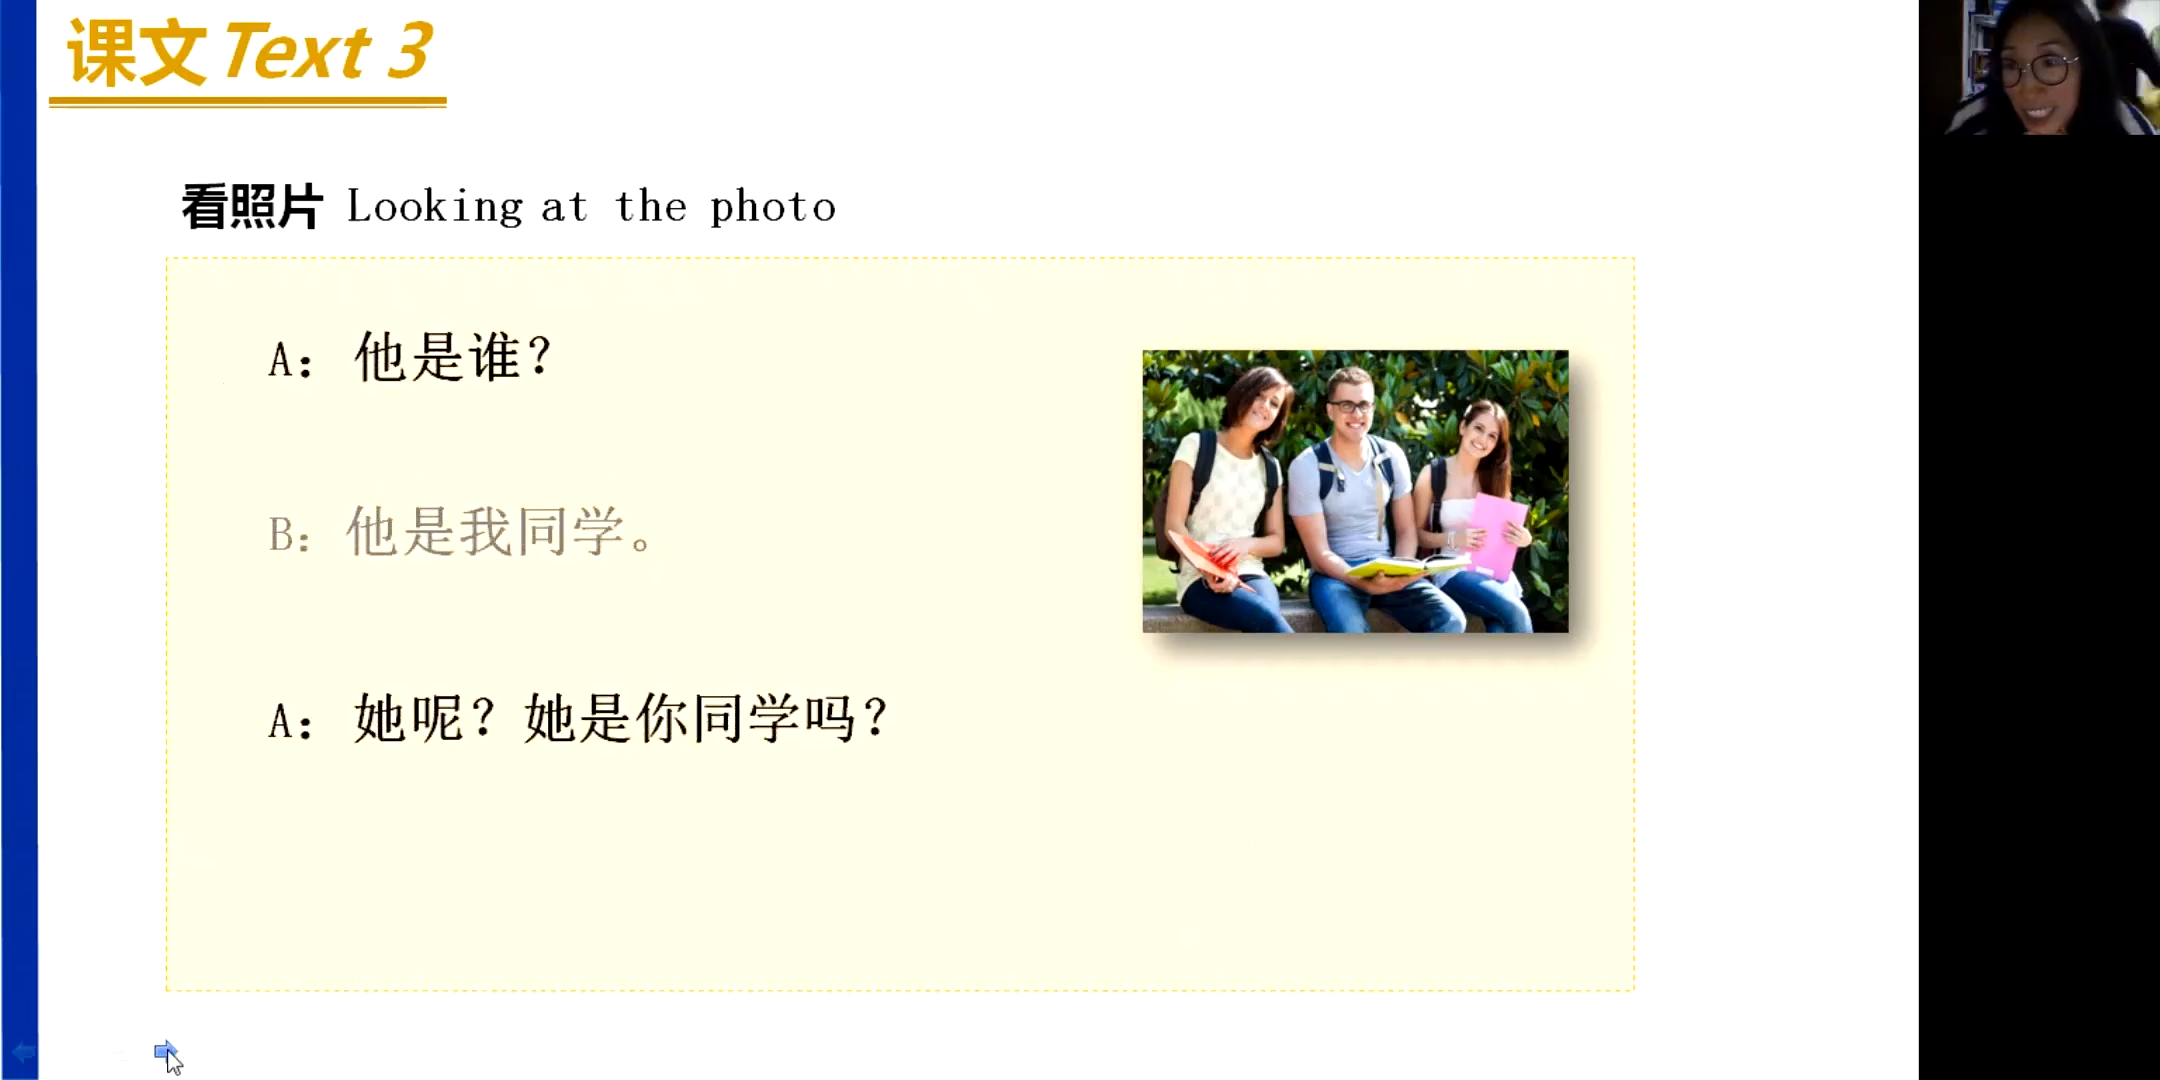 课文 Text 3
看照片 Looking at the photo
A：他是谁？
B：他是我同学。
A：她呢？她是你同学吗？